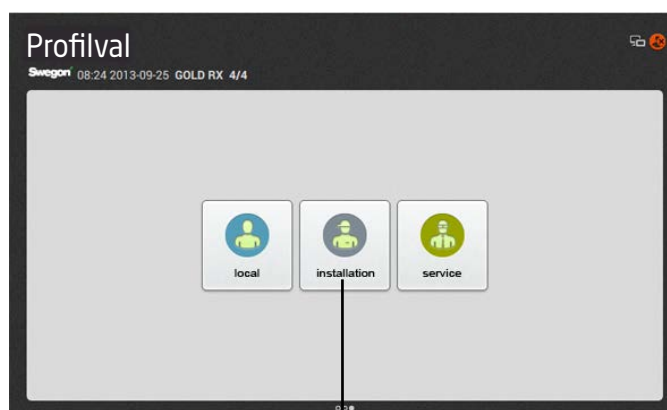 Profilval
Swegon 08:24 2013-09-25 GOLD RX 4/4
local installation service